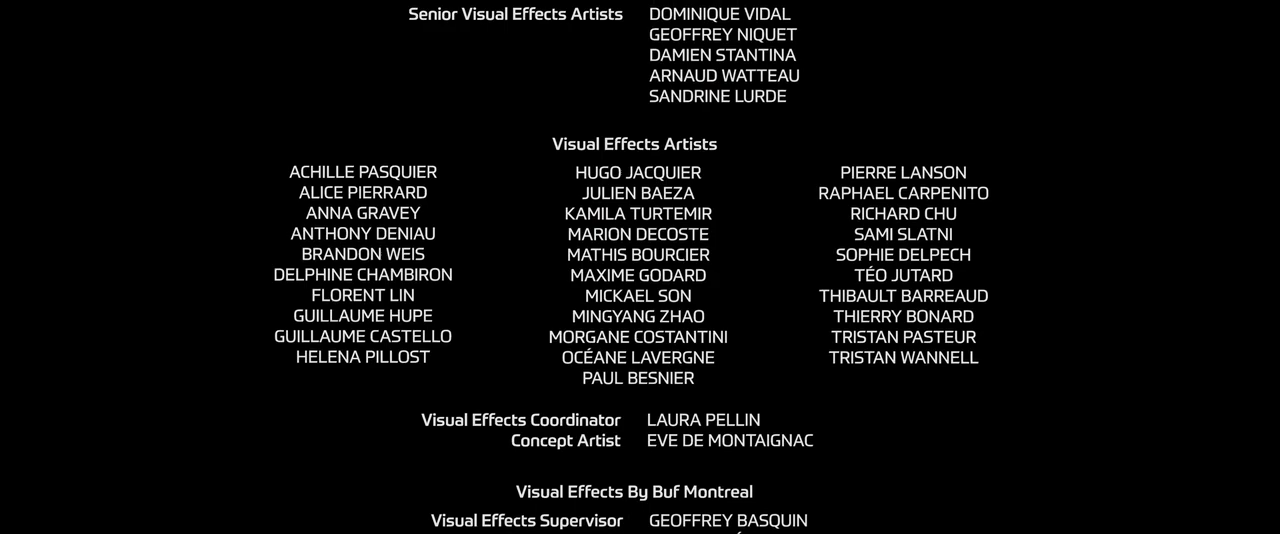 Senior Visual Effects Artists DOMINIQUE VIDAL
GEOFFREY NIQUET
DAMIEN STANTINA
ARNAUD WATTEAU
SANDRINE LURDE
Visual Effects Artists
ACHILLE PASQUIER HUGO JACQUIER PIERRE LANSON
ALICE PIERRARD JULIEN BAEZA RAPHAEL CARPENITO
ANNA GRAVEY KAMILA TURTEMIR RICHARD CHU
ANTHONY DENIAU MARION DECOSTE SAMI SLATNI
BRANDON WEIS MATHIS BOURCIER SOPHIE DELPECH
DELPHINE CHAMBIRON MAXIME GODARD TÉO JUTARD
FLORENT LIN MICKAEL SON THIBAULT BARREAUD
GUILLAUME HUPE MINGYANG ZHAO THIERRY BONARD
GUILLAUME CASTELLO MORGANE COSTANTINI TRISTAN PASTEUR
HELENA PILLOST OCÉANE LAVERGNE TRISTAN WANNELL
PAUL BESNIER
Visual Effects Coordinator LAURA PELLIN
Concept Artist EVE DE MONTAIGNAC
Visual Effects By Buf Montreal
Visual Effects Supervisor GEOFFREY BASQUIN